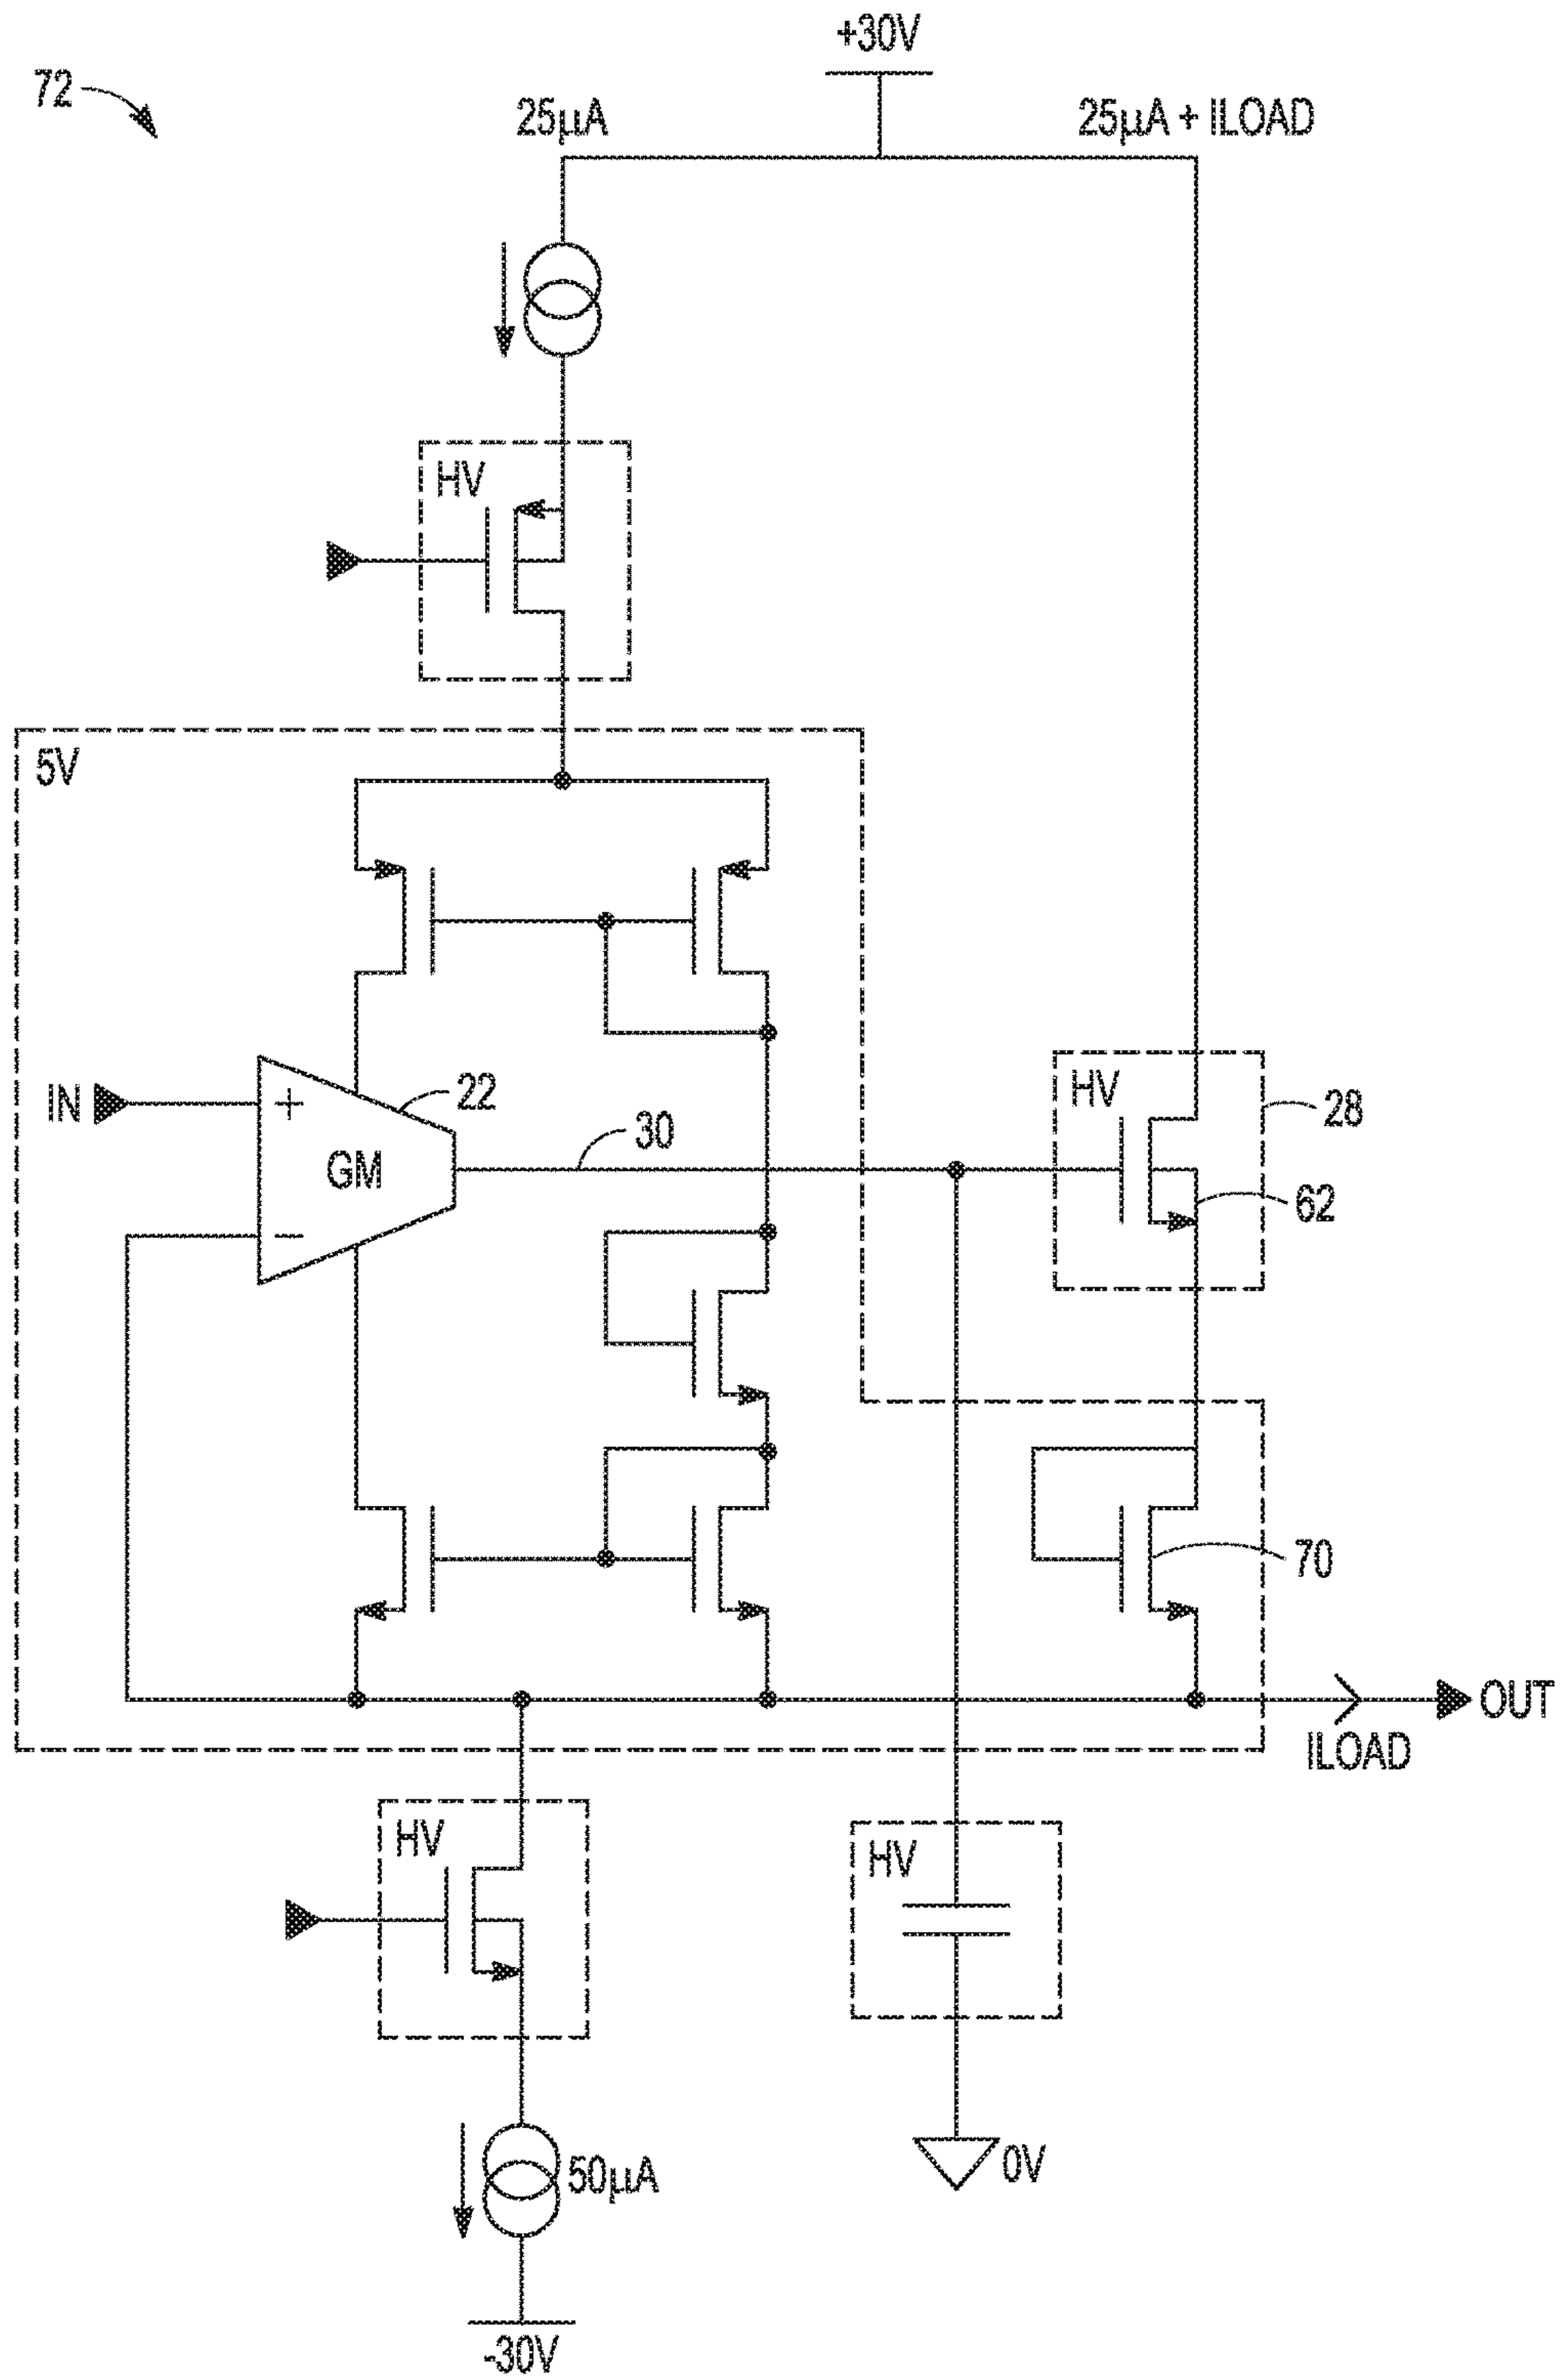 +30V
72
25µA
25µA + ILOAD
HV
5V
IN
+
22
GM
30
−
HV
28
62
70
OUT
ILOAD
HV
HV
50µA
0V
-30V